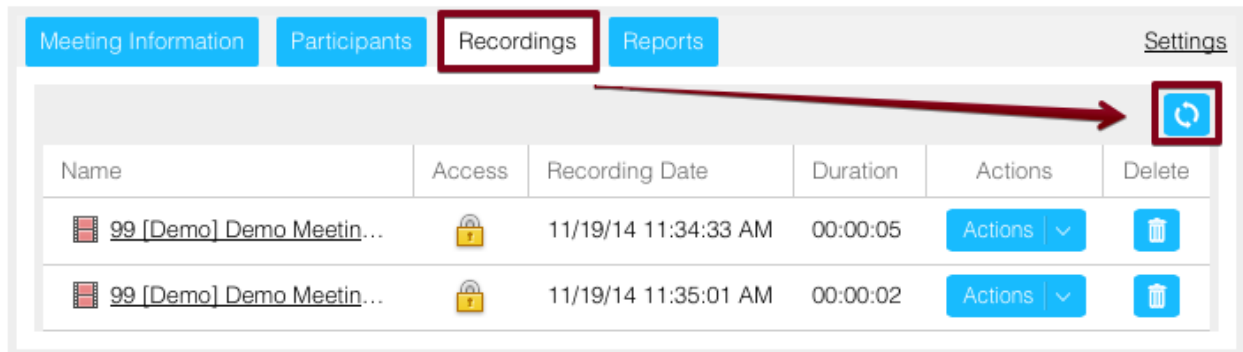 Meeting Information Participants Recordings Reports Settings
Name Access Recording Date Duration Actions Delete
99 [Demo] Demo Meetin... 11/19/14 11:34:33 AM 00:00:05 Actions
99 [Demo] Demo Meetin... 11/19/14 11:35:01 AM 00:00:02 Actions